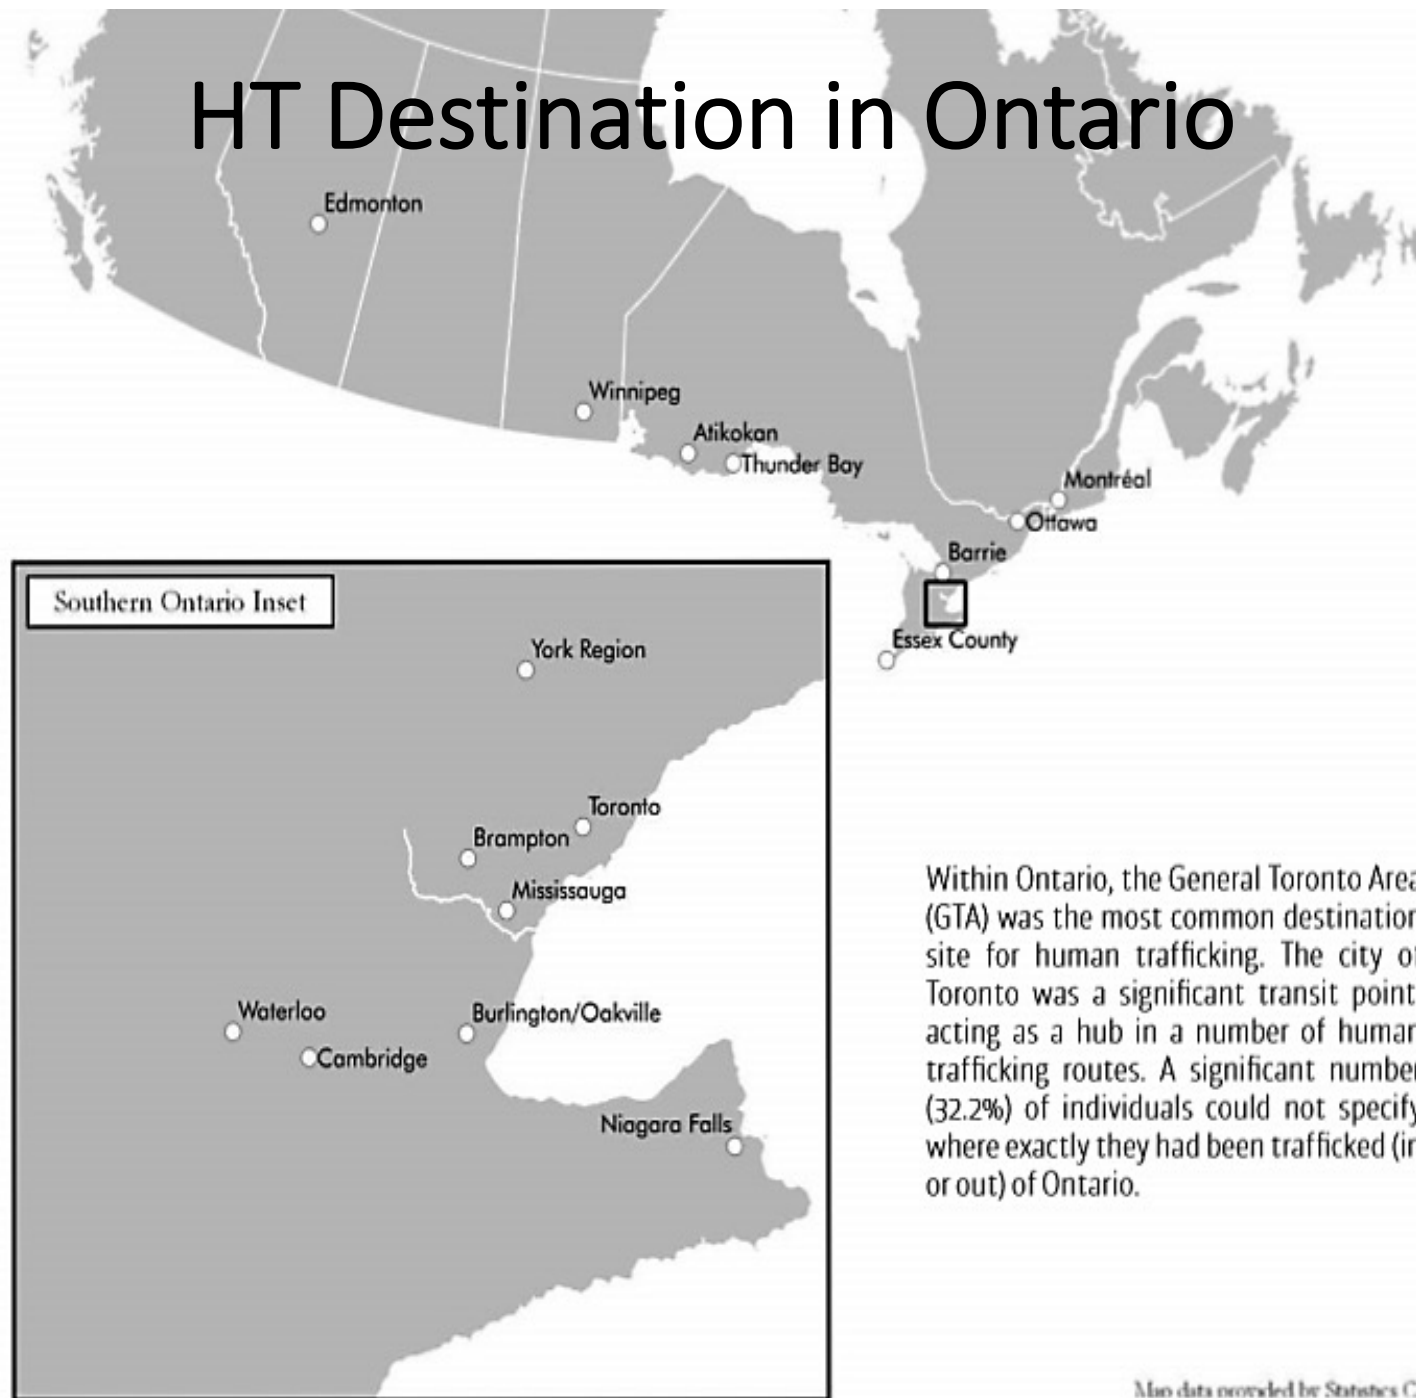 HT Destination in Ontario
Edmonton
Winnipeg
Atikokan
Thunder Bay
Montréal
Ottawa
Barrie
Essex County
Southern Ontario Inset
York Region
Toronto
Brampton
Mississauga
Waterloo
Burlington/Oakville
Cambridge
Niagara Falls
Within Ontario, the General Toronto Area
(GTA) was the most common destination
site for human trafficking. The city of
Toronto was a significant transit point
acting as a hub in a number of human
trafficking routes. A significant number
(32.2%) of individuals could not specify
where exactly they had been trafficked (in
or out) of Ontario.
Map data provided by Statistics